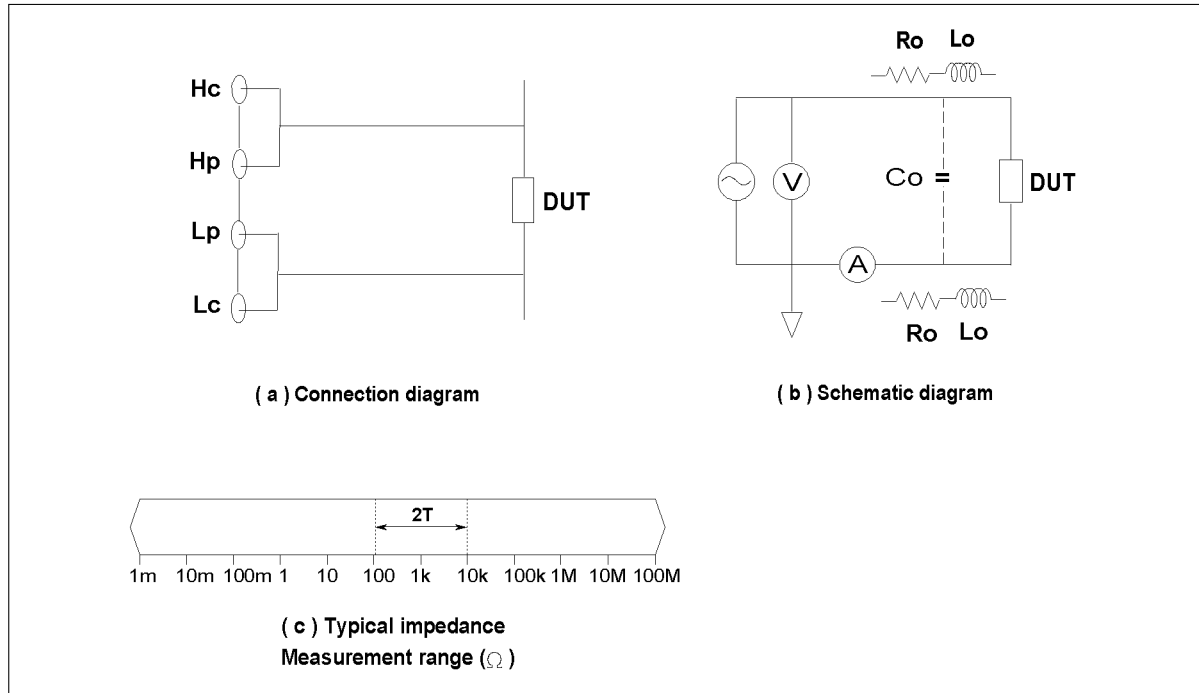 Hc
Hp
Lp
Lc
DUT
( a ) Connection diagram
Ro Lo
V
Co
DUT
A
Ro Lo
( b ) Schematic diagram
2T
1m 10m 100m 1 10 100 1k 10k 100k 1M 10M 100M
( c ) Typical impedance
Measurement range (Ω )